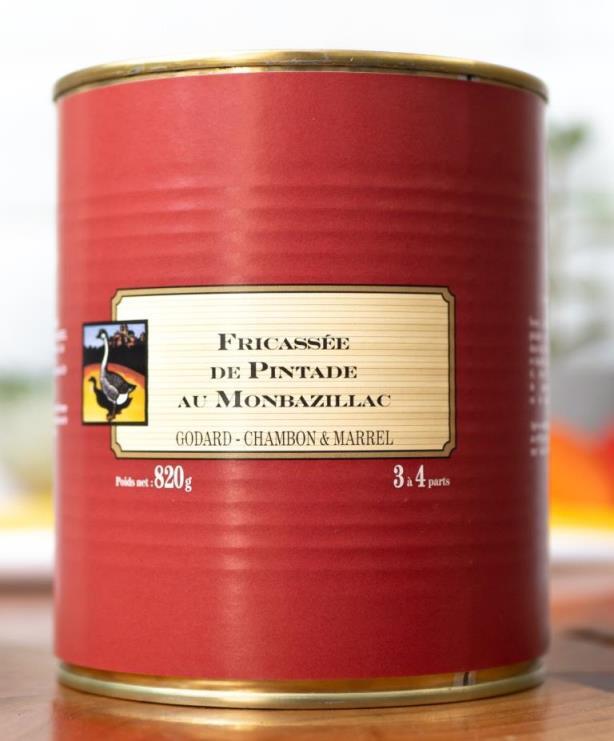 FRICASSÉE
DE PINTADE
AU MONBAZILLAC
GODARD - CHAMBON & MARREL
Poids net : 820g
3 à 4 parts